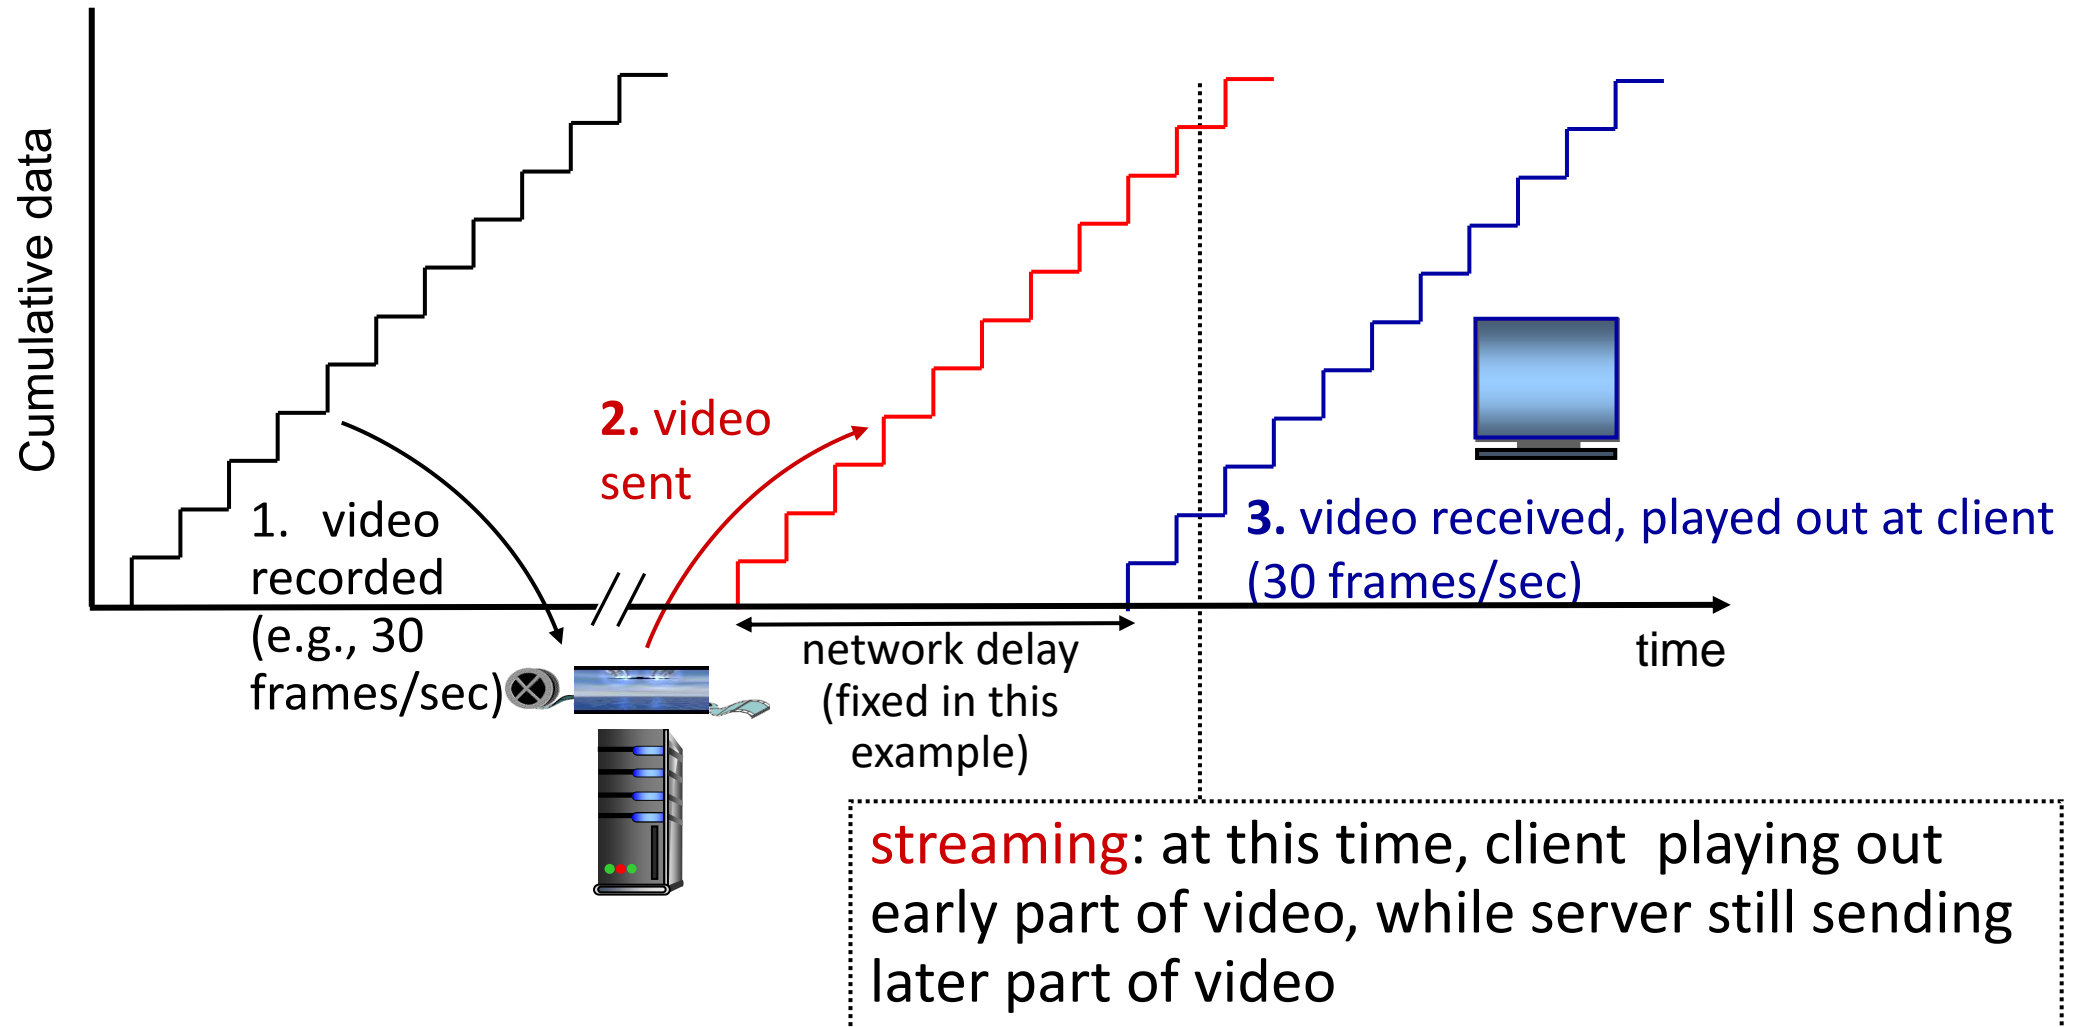 Cumulative data
1. video
recorded
(e.g., 30
frames/sec)
2. video
sent
3. video received, played out at client
(30 frames/sec)
network delay
(fixed in this
example)
time
streaming: at this time, client playing out
early part of video, while server still sending
later part of video